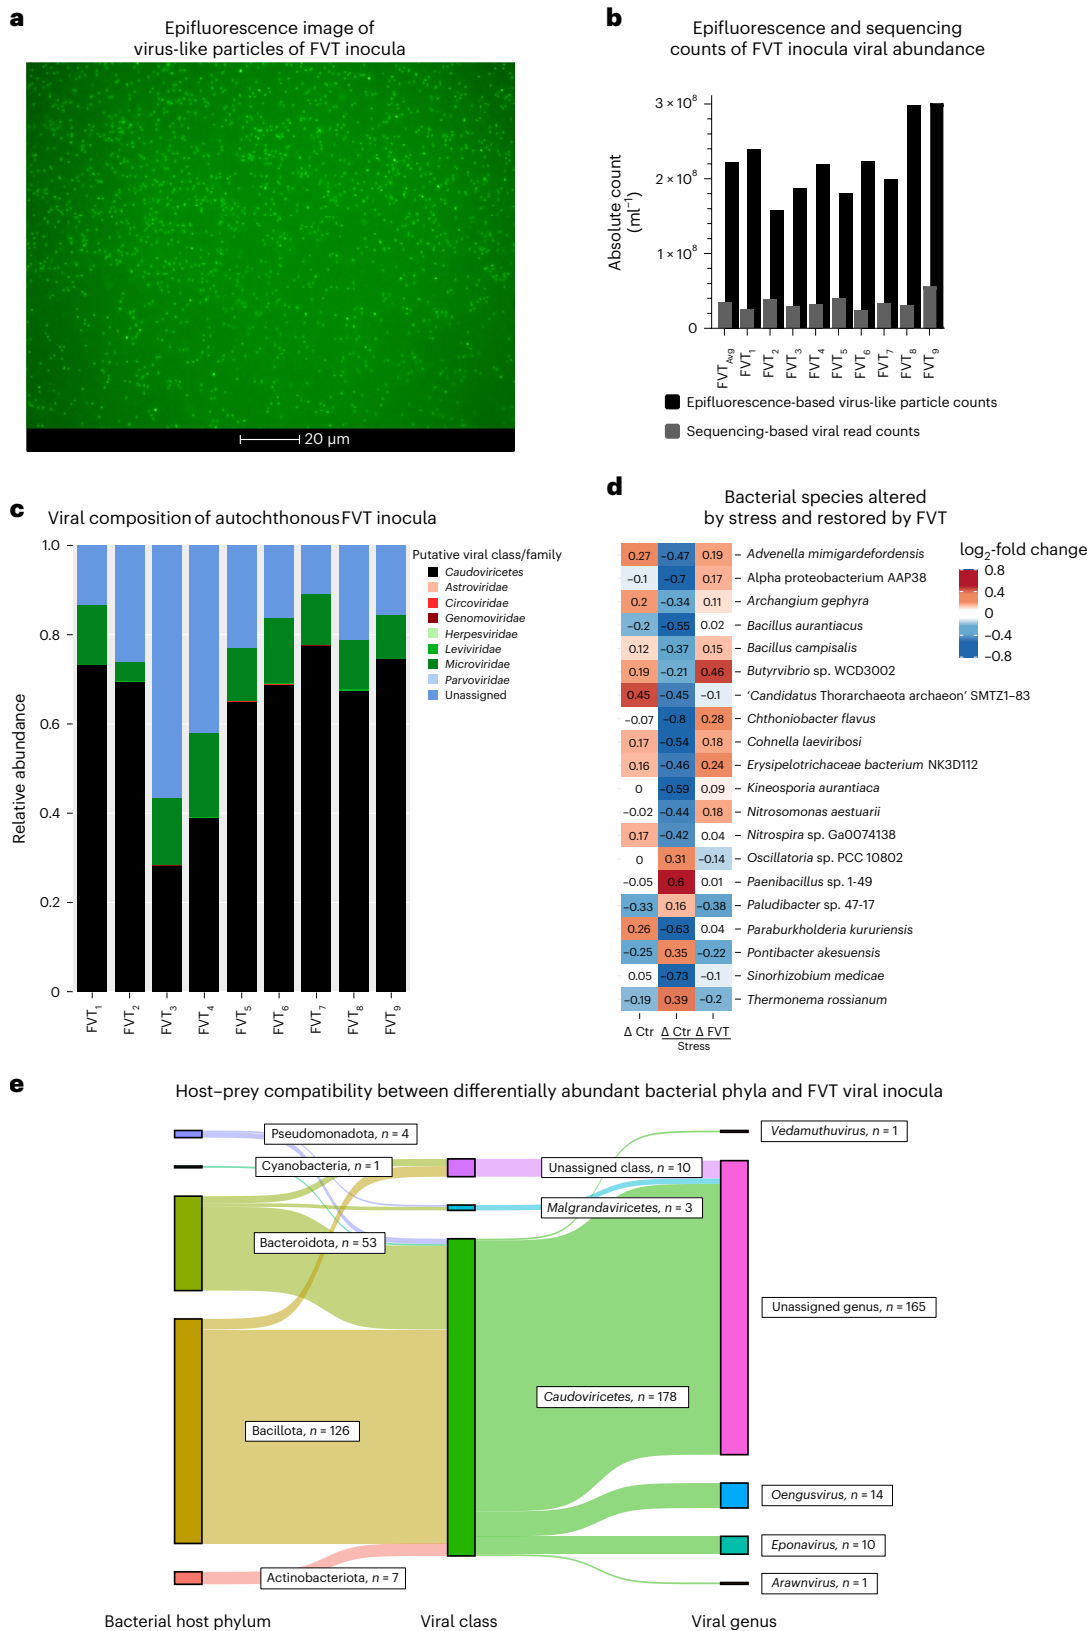 a
Epifluorescence image of
virus-like particles of FVT inocula
20 μm
b
Epifluorescence and sequencing
counts of FVT inocula viral abundance
Absolute count
(ml⁻¹)
3 × 10⁸
2 × 10⁸
1 × 10⁸
0
FVT_Avg
FVT₁
FVT₂
FVT₃
FVT₄
FVT₅
FVT₆
FVT₇
FVT₈
FVT₉
Epifluorescence-based virus-like particle counts
Sequencing-based viral read counts
c
Viral composition of autochthonous FVT inocula
Relative abundance
1.0
0.8
0.6
0.4
0.2
0
FVT₁
FVT₂
FVT₃
FVT₄
FVT₅
FVT₆
FVT₇
FVT₈
FVT₉
Putative viral class/family
Caudoviricetes
Astroviridae
Circoviridae
Genomoviridae
Herpesviridae
Leviviridae
Microviridae
Parvoviridae
Unassigned
d
Bacterial species altered
by stress and restored by FVT
0.27 –0.47 0.19 Advenella mimigardefordensis
–0.1 –0.7 0.17 Alpha proteobacterium AAP38
0.2 –0.34 0.11 Archangium gephyra
–0.2 –0.55 0.02 Bacillus aurantiacus
0.12 –0.37 0.15 Bacillus campisalis
0.19 –0.21 0.46 Butyrvibrio sp. WCD3002
0.45 –0.45 –0.1 ‘Candidatus Thorarchaeota archaeon’ SMTZ1–83
–0.07 –0.8 0.28 Chthoniobacter flavus
0.17 –0.54 0.18 Cohnella laeviribosi
0.16 –0.46 0.24 Erysipelotrichaceae bacterium NK3D112
0 –0.59 0.09 Kineosporia aurantiaca
–0.02 –0.44 0.18 Nitrosomonas aestuarii
0.17 –0.42 0.04 Nitrospira sp. Ga0074138
0 0.31 –0.14 Oscillatoria sp. PCC 10802
–0.05 0.6 0.01 Paenibacillus sp. 1-49
–0.33 0.16 –0.38 Paludibacter sp. 47-17
0.26 –0.63 0.04 Paraburkholderia kururiensis
–0.25 0.35 –0.22 Pontibacter akesuensis
0.05 –0.73 –0.1 Sinorhizobium medicae
–0.19 0.39 –0.2 Thermonema rossianum
Δ Ctr Δ Ctr Δ FVT
Stress
log₂-fold change
0.8
0.4
0
–0.4
–0.8
e
Host–prey compatibility between differentially abundant bacterial phyla and FVT viral inocula
Pseudomonadota, n = 4
Cyanobacteria, n = 1
Bacteroidota, n = 53
Bacillota, n = 126
Actinobacteriota, n = 7
Unassigned class, n = 10
Malgrandaviricetes, n = 3
Caudoviricetes, n = 178
Vedamuthuvirus, n = 1
Unassigned genus, n = 165
Oengusvirus, n = 14
Eponavirus, n = 10
Arawnvirus, n = 1
Bacterial host phylum
Viral class
Viral genus